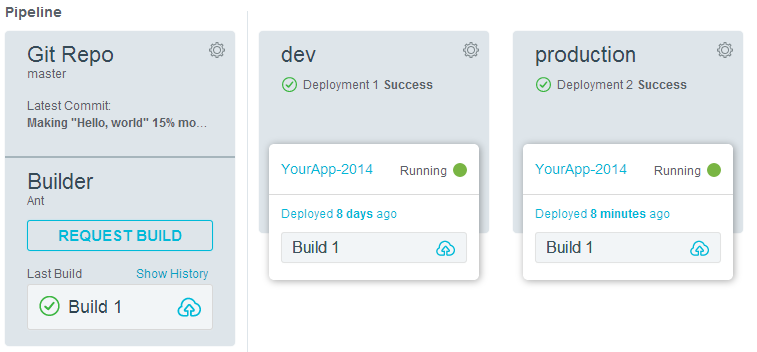 Pipeline
Git Repo
master
Latest Commit:
Making "Hello, world" 15% mo...
Builder
Ant
REQUEST BUILD
Last Build Show History
Build 1
dev
Deployment 1 Success
YourApp-2014 Running
Deployed 8 days ago
Build 1
production
Deployment 2 Success
YourApp-2014 Running
Deployed 8 minutes ago
Build 1